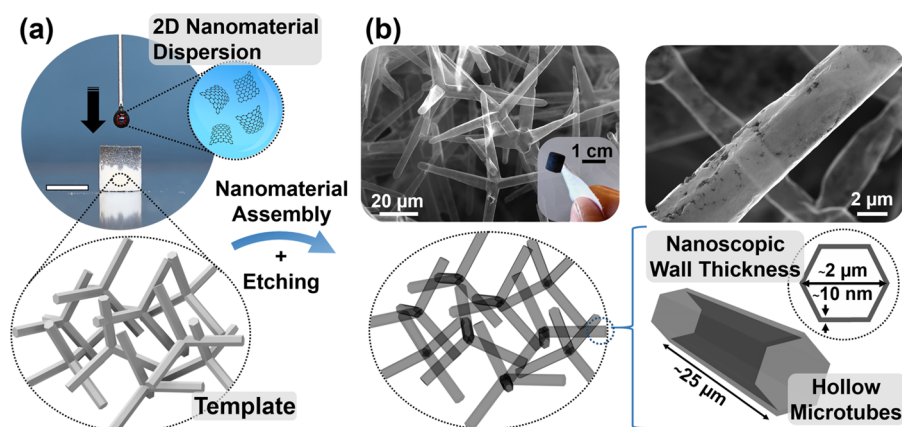 (a)
2D Nanomaterial
Dispersion
Nanomaterial
Assembly
+
Etching
Template
(b)
1 cm
20 µm
2 µm
Nanoscopic
Wall Thickness
~2 µm
~10 nm
~25 µm
Hollow
Microtubes